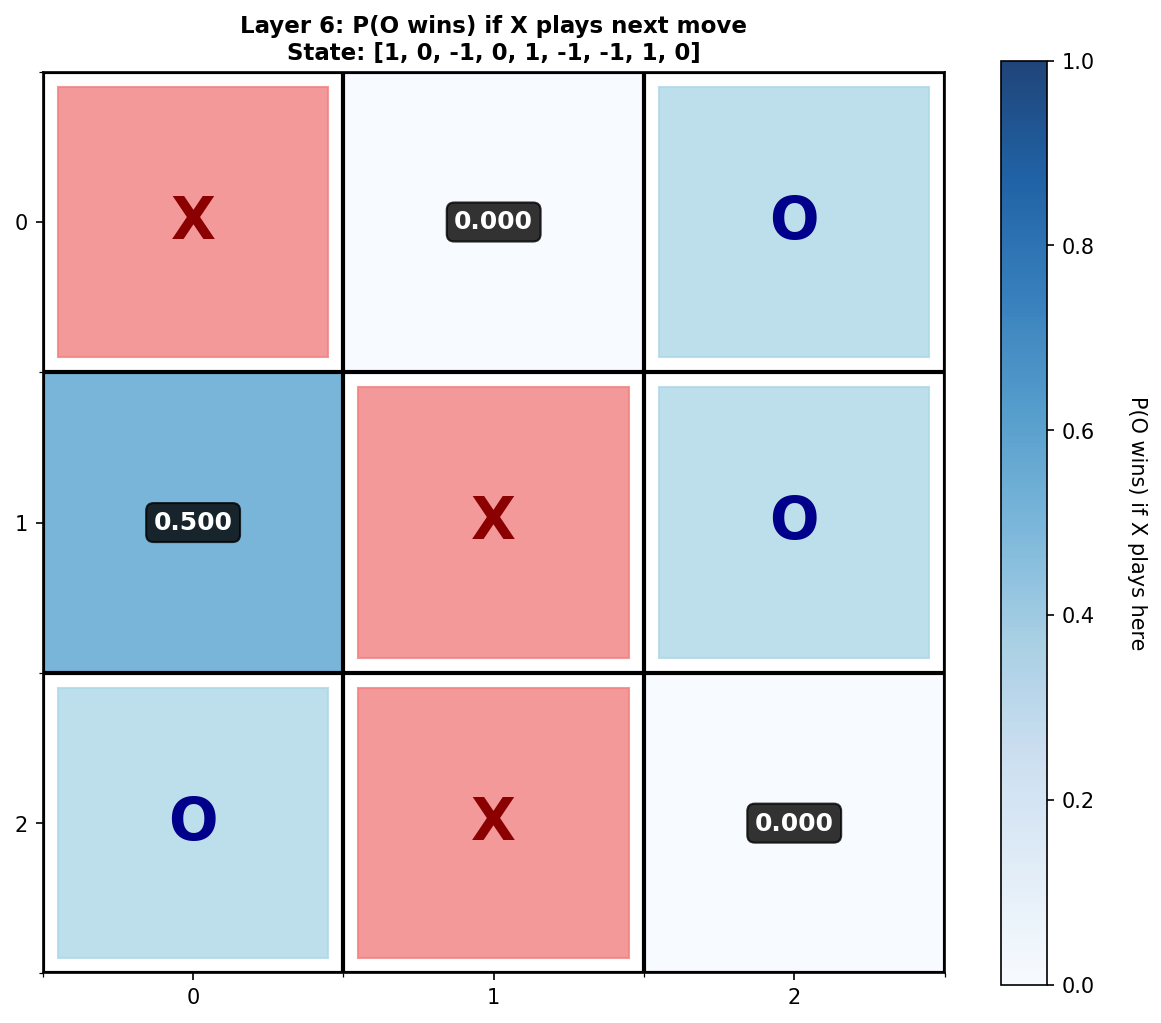 Layer 6: P(O wins) if X plays next move
State: [1, 0, -1, 0, 1, -1, -1, 1, 0]
0
X
0.000
O
1
0.500
X
O
2
O
X
0.000
0
1
2
1.0
0.8
0.6
0.4
0.2
0.0
P(O wins) if X plays here